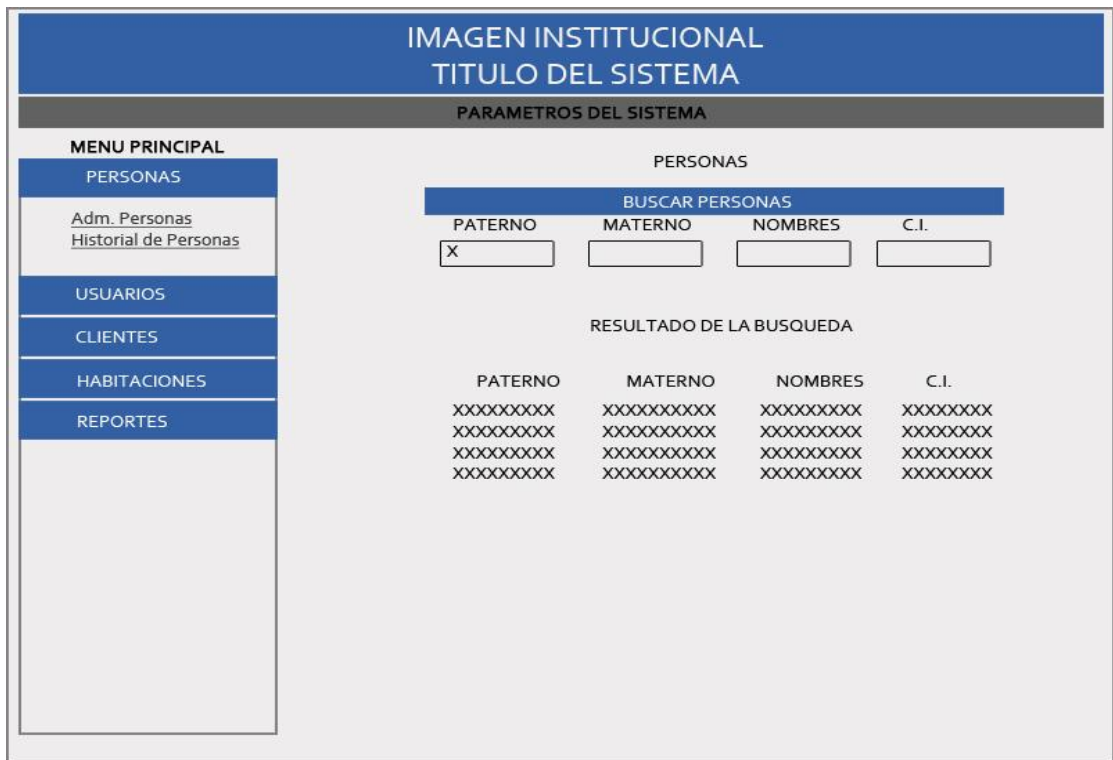 IMAGEN INSTITUCIONAL
TITULO DEL SISTEMA
PARAMETROS DEL SISTEMA
MENU PRINCIPAL
PERSONAS
Adm. Personas
Historial de Personas
USUARIOS
CLIENTES
HABITACIONES
REPORTES
PERSONAS
BUSCAR PERSONAS
PATERNO MATERNO NOMBRES C.I.
X
RESULTADO DE LA BUSQUEDA
PATERNO MATERNO NOMBRES C.I.
XXXXXXXXX XXXXXXXXXX XXXXXXXXX XXXXXXXX
XXXXXXXXX XXXXXXXXXX XXXXXXXXX XXXXXXXX
XXXXXXXXX XXXXXXXXXX XXXXXXXXX XXXXXXXX
XXXXXXXXX XXXXXXXXXX XXXXXXXXX XXXXXXXX